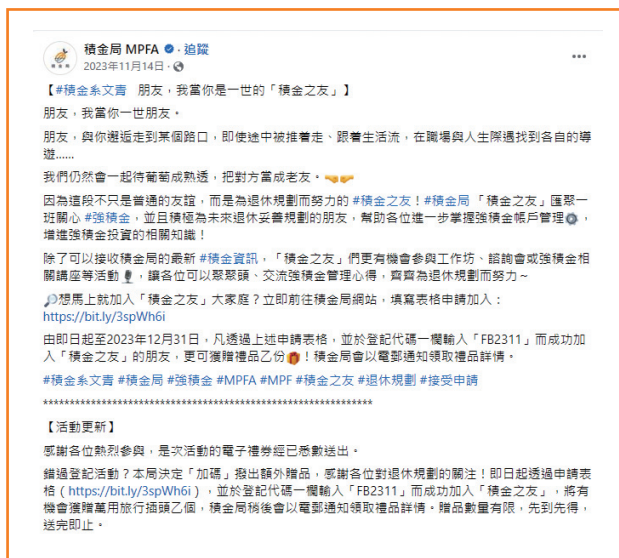 積金局 MPFA · 追蹤
2023年11月14日 ·
【#積金系文青 朋友，我當你是一世的「積金之友」】
朋友，我當你一世朋友。
朋友，與你邂逅走到某個路口，即使途中被推着走、跟着生活流，在職場與人生際遇找到各自的導
遊......
我們仍然會一起待葡萄成熟透，把對方當成老友。🤜🤛
因為這段不只是普通的友誼，而是為退休規劃而努力的 #積金之友！#積金局 「積金之友」匯聚一
班關心 #強積金，並且積極為未來退休妥善規劃的朋友，幫助各位進一步掌握強積金帳戶管理⚙，
增進強積金投資的相關知識！
除了可以接收積金局的最新 #積金資訊，「積金之友」們更有機會參與工作坊、諮詢會或強積金相
關講座等活動🎙，讓各位可以聚聚頭、交流強積金管理心得，齊齊為退休規劃而努力~
🔎想馬上就加入「積金之友」大家庭？立即前往積金局網站，填寫表格申請加入：
https://bit.ly/3spWh6i
由即日起至2023年12月31日，凡透過上述申請表格，並於登記代碼一欄輸入「FB2311」而成功加
入「積金之友」的朋友，更可獲贈禮品乙份🎁！積金局會以電郵通知領取禮品詳情。
#積金系文青 #積金局 #強積金 #MPFA #MPF #積金之友 #退休規劃 #接受申請
****************************************************************
【活動更新】
感謝各位熱烈參與，是次活動的電子禮券經已悉數送出。
錯過登記活動？本局決定「加碼」撥出額外贈品，感謝各位對退休規劃的關注！即日起透過申請表
格（https://bit.ly/3spWh6i），並於登記代碼一欄輸入「FB2311」而成功加入「積金之友」，將有
機會獲贈萬用旅行插頭乙個，積金局稍後會以電郵通知領取禮品詳情。贈品數量有限，先到先得，
送完即止。